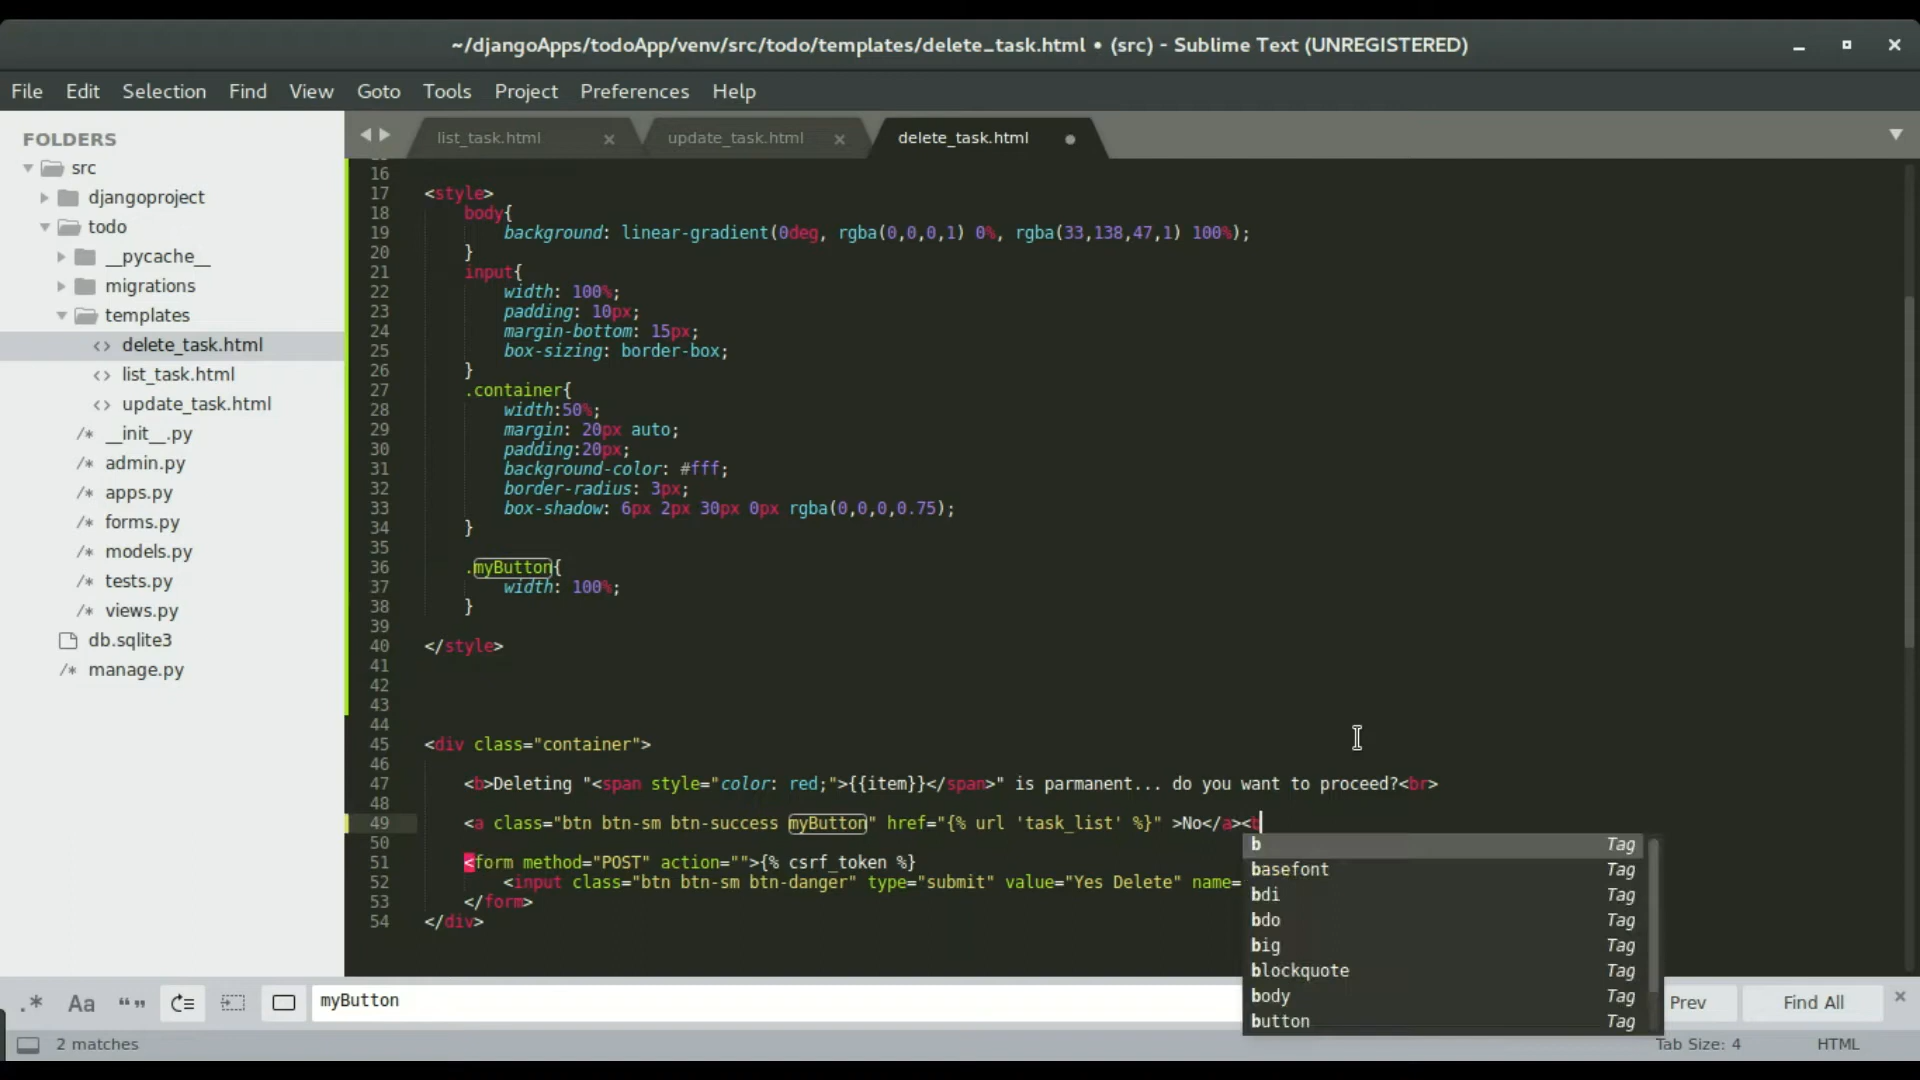 ~/djangoApps/todoApp/venv/src/todo/templates/delete_task.html • (src) - Sublime Text (UNREGISTERED)
File Edit Selection Find View Goto Tools Project Preferences Help
FOLDERS
src
djangoproject
todo
__pycache__
migrations
templates
delete_task.html
list_task.html
update_task.html
/* __init__.py
/* admin.py
/* apps.py
/* forms.py
/* models.py
/* tests.py
/* views.py
db.sqlite3
/* manage.py
list_task.html × update_task.html × delete_task.html
16
17 <style>
18 body{
19 background: linear-gradient(0deg, rgba(0,0,0,1) 0%, rgba(33,138,47,1) 100%);
20 }
21 input{
22 width: 100%;
23 padding: 10px;
24 margin-bottom: 15px;
25 box-sizing: border-box;
26 }
27 .container{
28 width:50%;
29 margin: 20px auto;
30 padding:20px;
31 background-color: #fff;
32 border-radius: 3px;
33 box-shadow: 6px 2px 30px 0px rgba(0,0,0,0.75);
34 }
35
36 .myButton{
37 width: 100%;
38 }
39
40 </style>
41
42
43
44
45 <div class="container">
46
47 <b>Deleting "<span style="color: red;">{{item}}</span>" is parmanent... do you want to proceed?<br>
48
49 <a class="btn btn-sm btn-success myButton" href="{% url 'task_list' %}" >No</a><b
50
51 <form method="POST" action="">{% csrf_token %}
52 <input class="btn btn-sm btn-danger" type="submit" value="Yes Delete" name=
53 </form>
54 </div>
b Tag
basefont Tag
bdi Tag
bdo Tag
big Tag
blockquote Tag
body Tag
button Tag
.* Aa “” myButton Prev Find All ×
2 matches Tab Size: 4 HTML